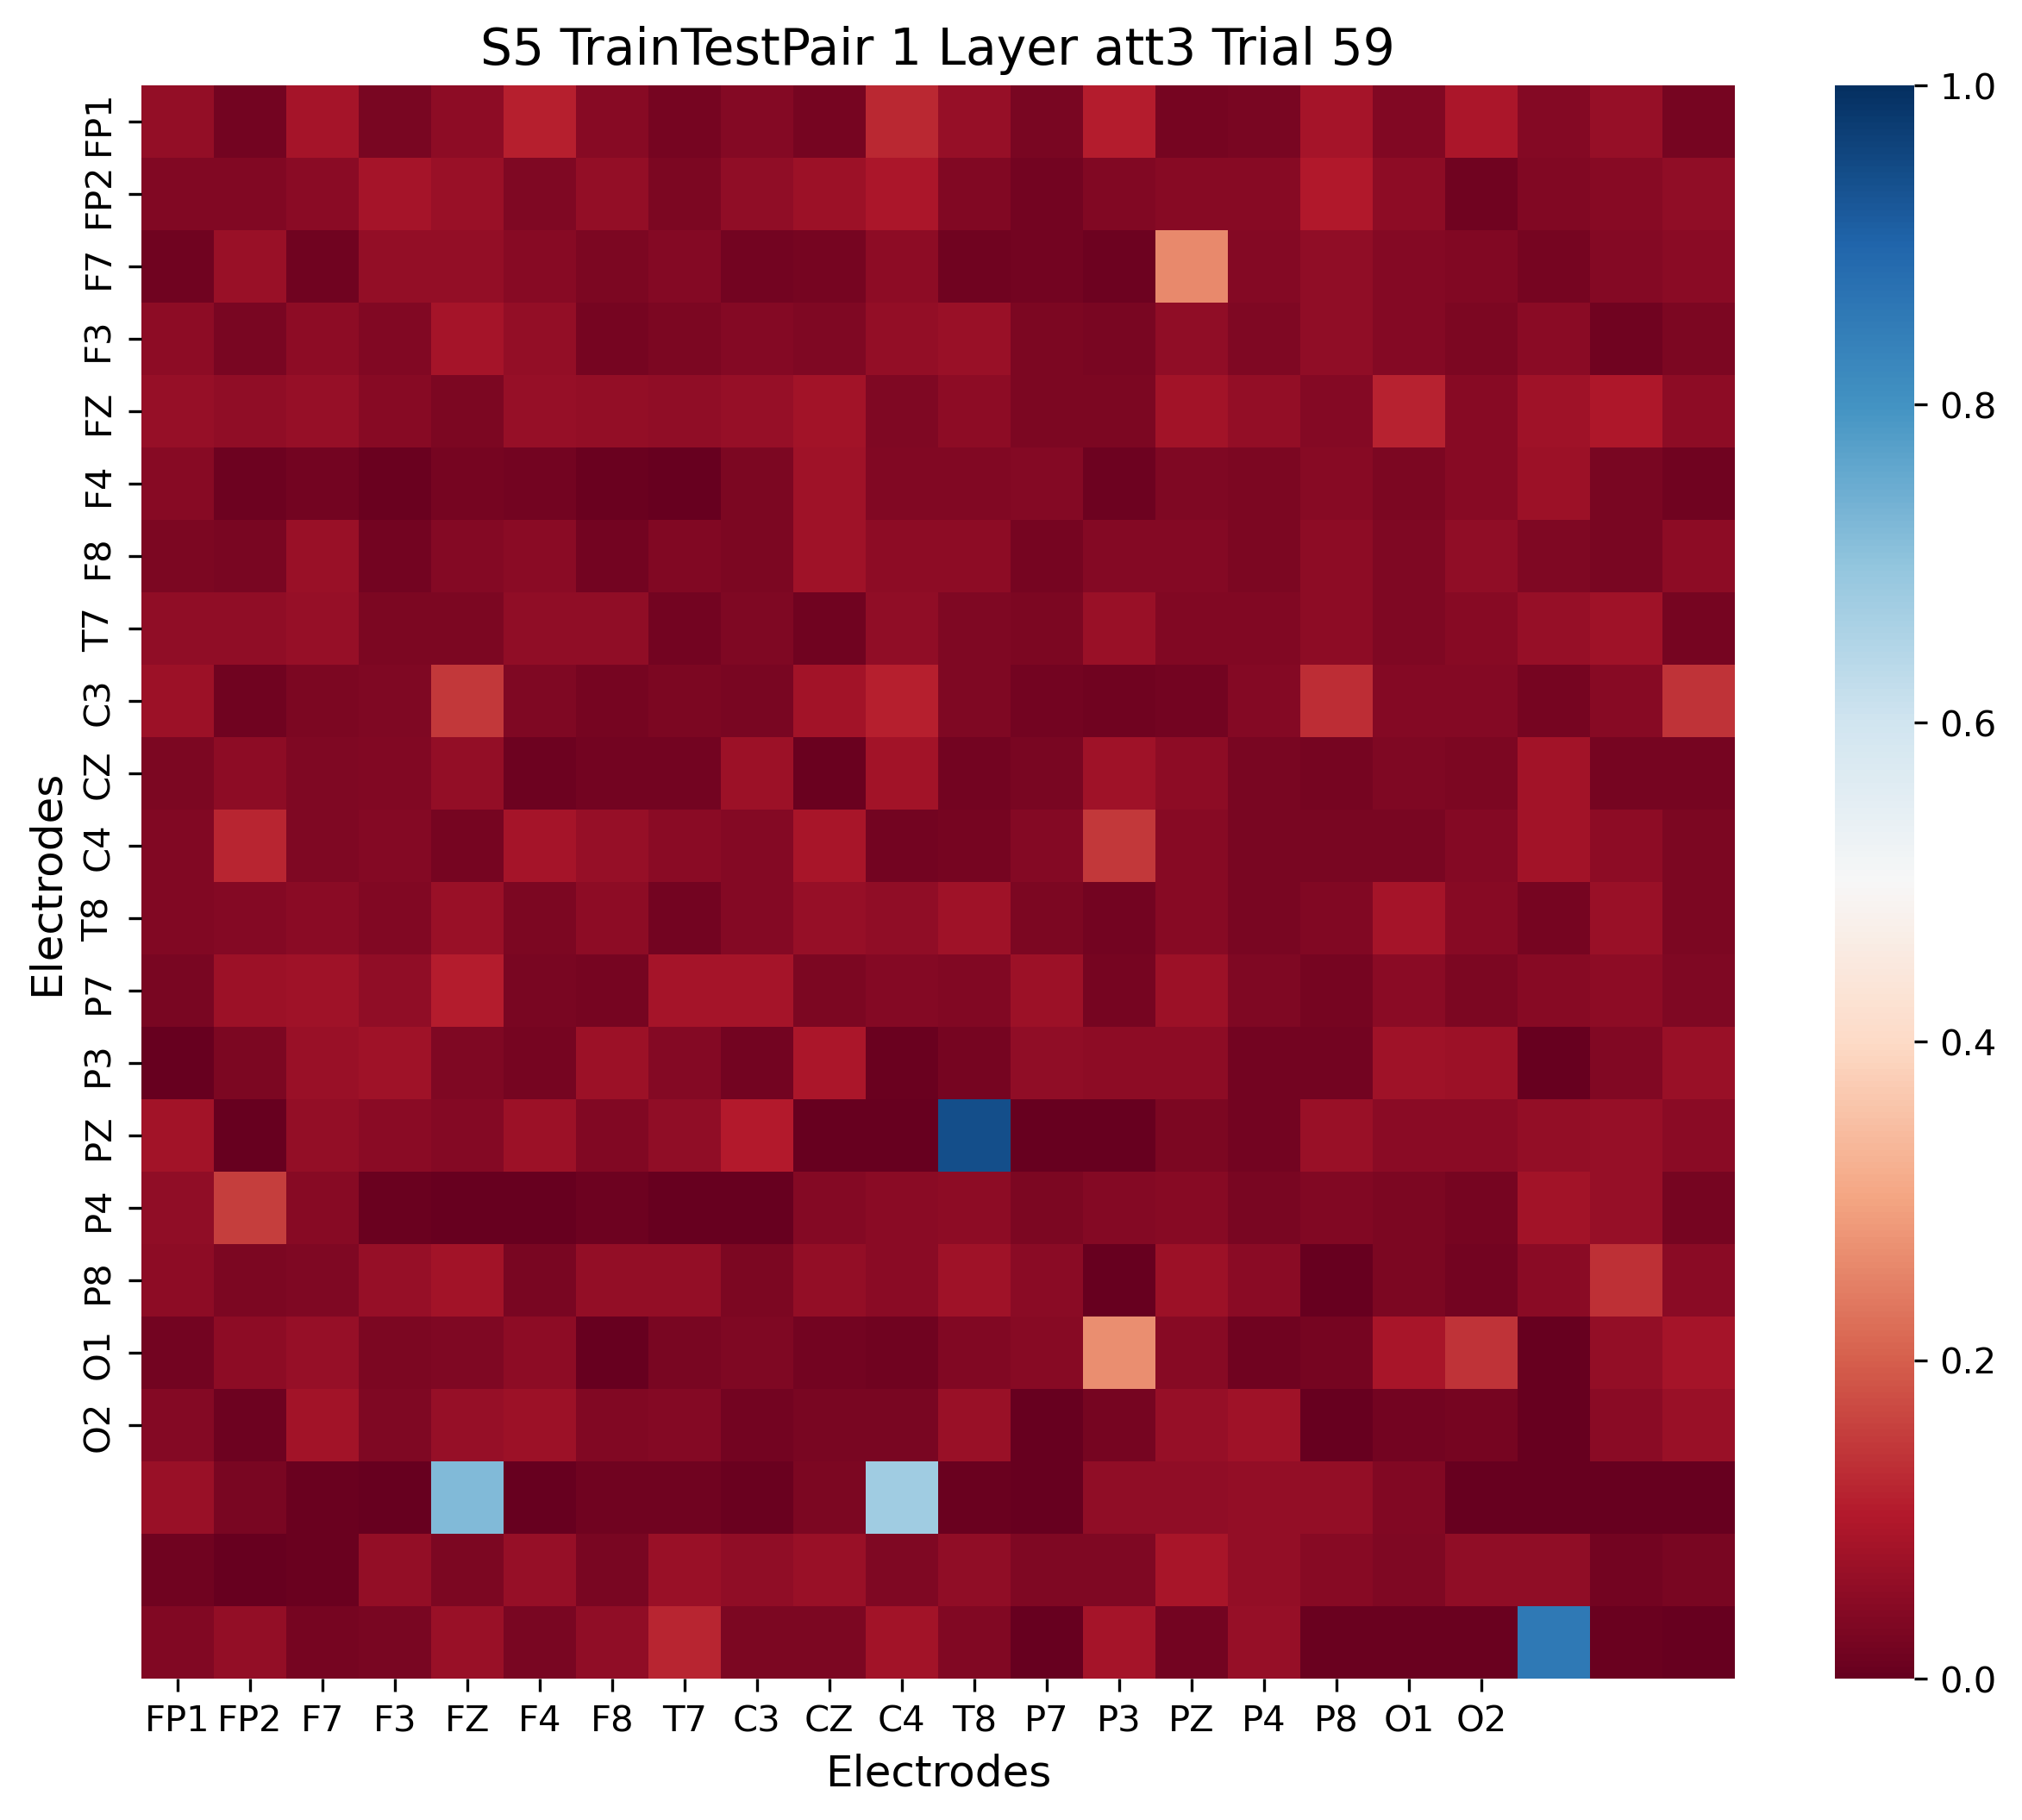 S5 TrainTestPair 1 Layer att3 Trial 59
Electrodes
FP1
FP2
F7
F3
FZ
F4
F8
T7
C3
CZ
C4
T8
P7
P3
PZ
P4
P8
O1
O2
FP1 FP2 F7 F3 FZ F4 F8 T7 C3 CZ C4 T8 P7 P3 PZ P4 P8 O1 O2
Electrodes
1.0
0.8
0.6
0.4
0.2
0.0